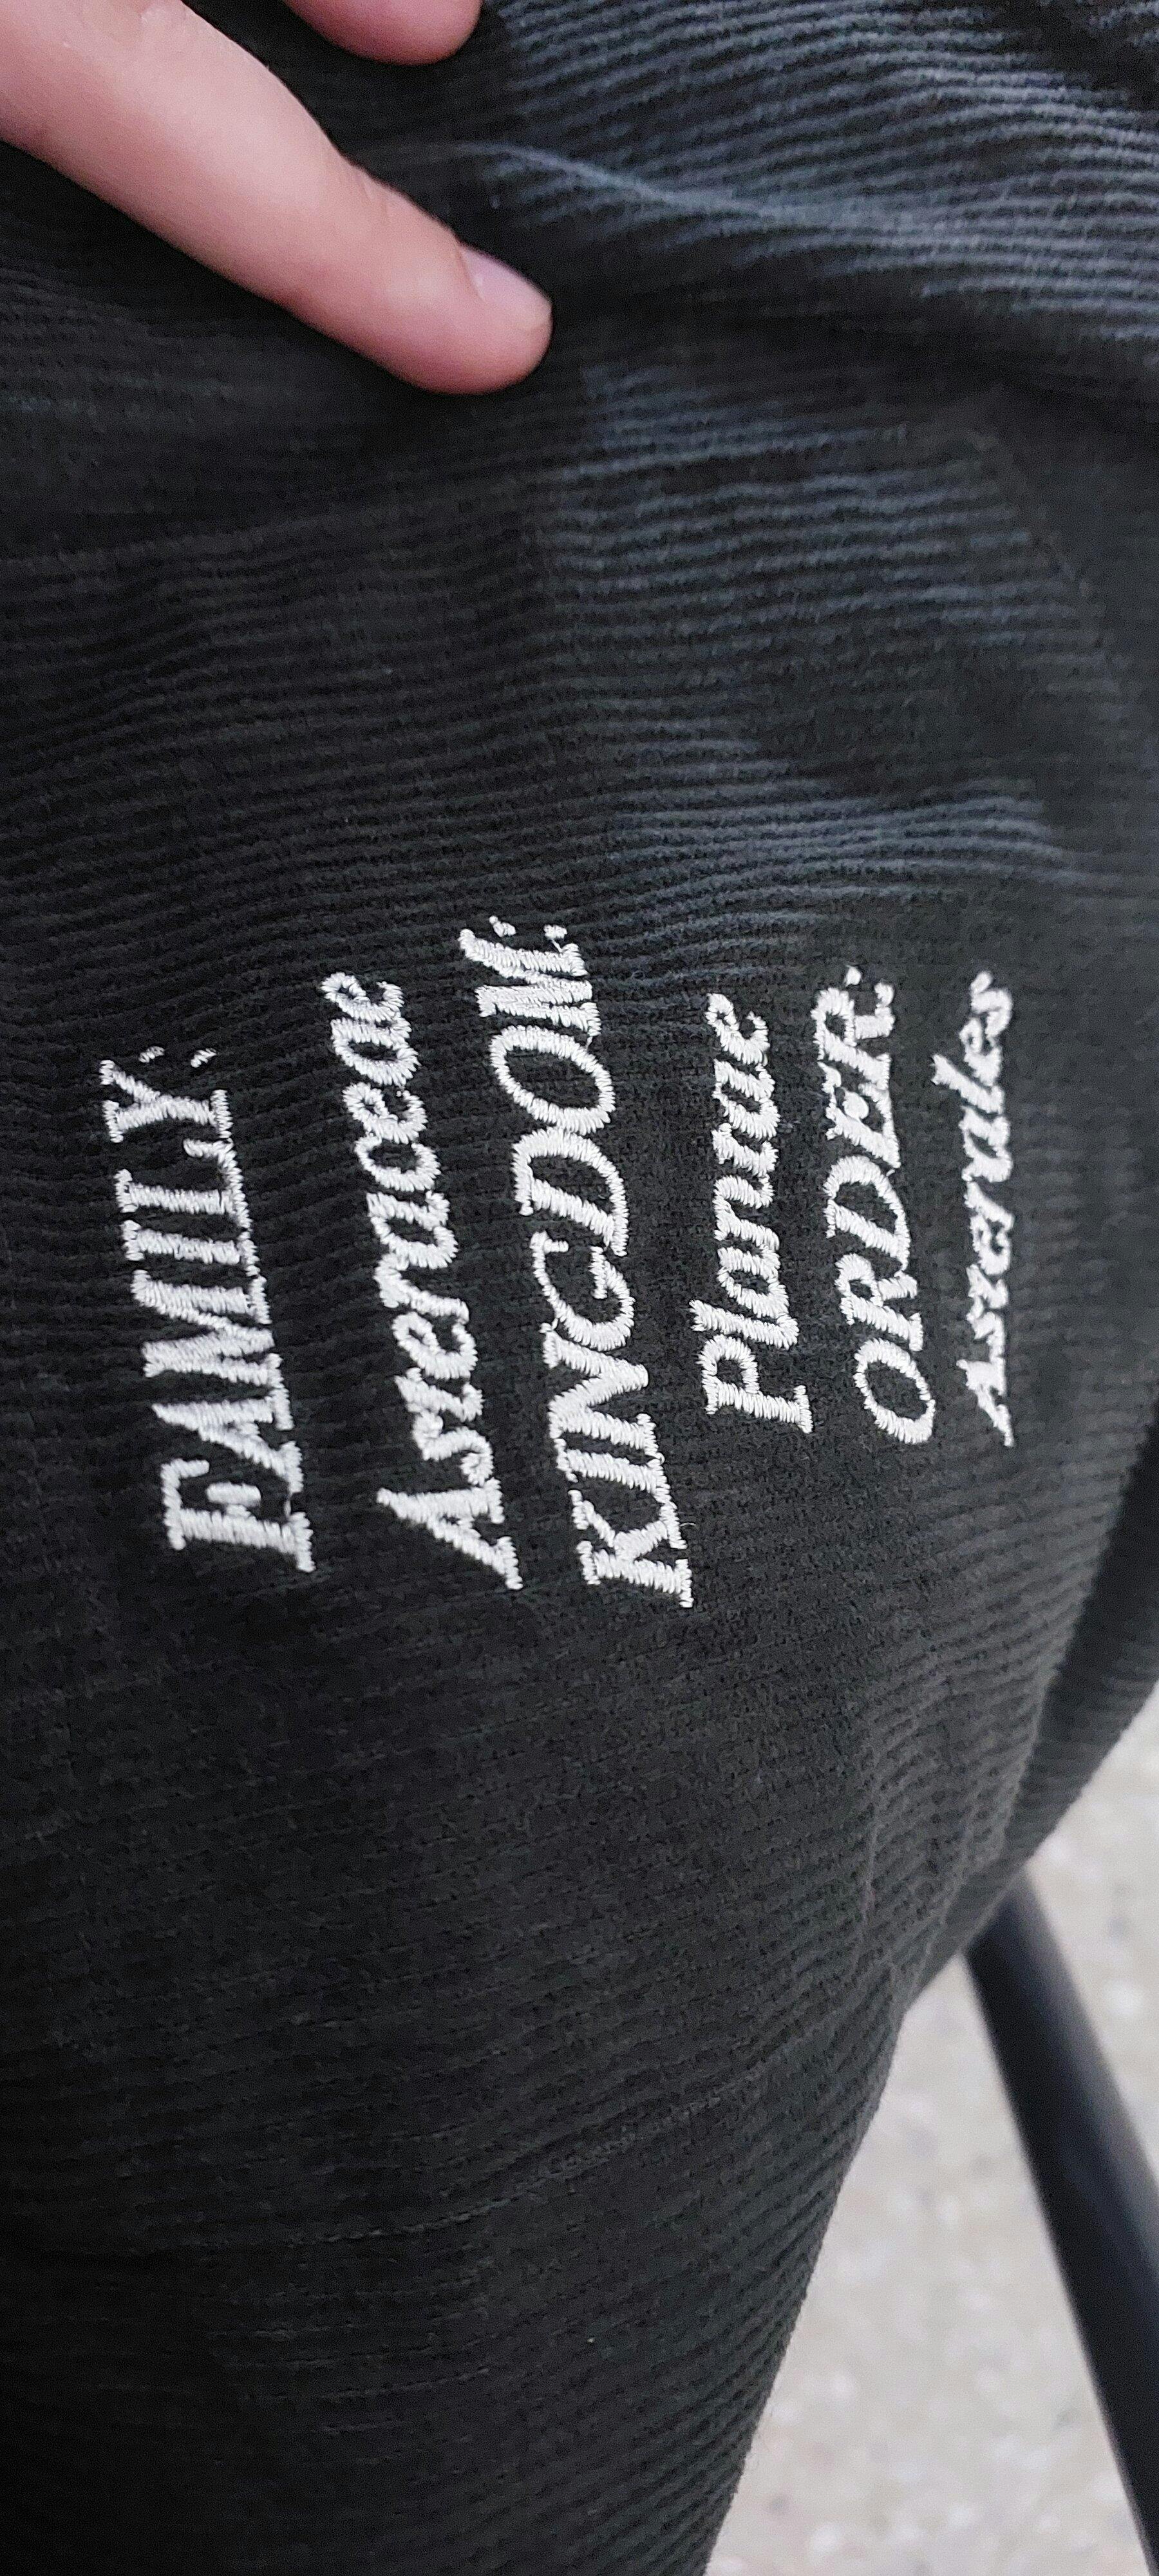 FAMILY:
Asteraceae
KINGDOM:
Plantae
ORDER:
Asterales